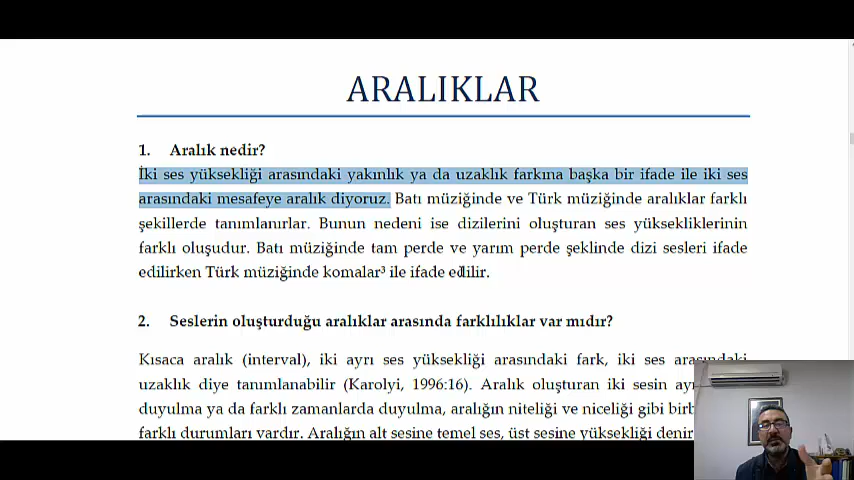 ARALIKLAR
1. Aralık nedir?
İki ses yüksekliği arasındaki yakınlık ya da uzaklık farkına başka bir ifade ile iki ses
arasındaki mesafeye aralık diyoruz. Batı müziğinde ve Türk müziğinde aralıklar farklı
şekillerde tanımlanırlar. Bunun nedeni ise dizilerini oluşturan ses yüksekliklerinin
farklı oluşudur. Batı müziğinde tam perde ve yarım perde şeklinde dizi sesleri ifade
edilirken Türk müziğinde komalar³ ile ifade edilir.
2. Seslerin oluşturduğu aralıklar arasında farklılıklar var mıdır?
Kısaca aralık (interval), iki ayrı ses yüksekliği arasındaki fark, iki ses arasındaki
uzaklık diye tanımlanabilir (Karolyi, 1996:16). Aralık oluşturan iki sesin
duyulma ya da farklı zamanlarda duyulma, aralığın niteliği ve niceliği gibi
farklı durumları vardır. Aralığın alt sesine temel ses, üst sesine yüksekliği denir